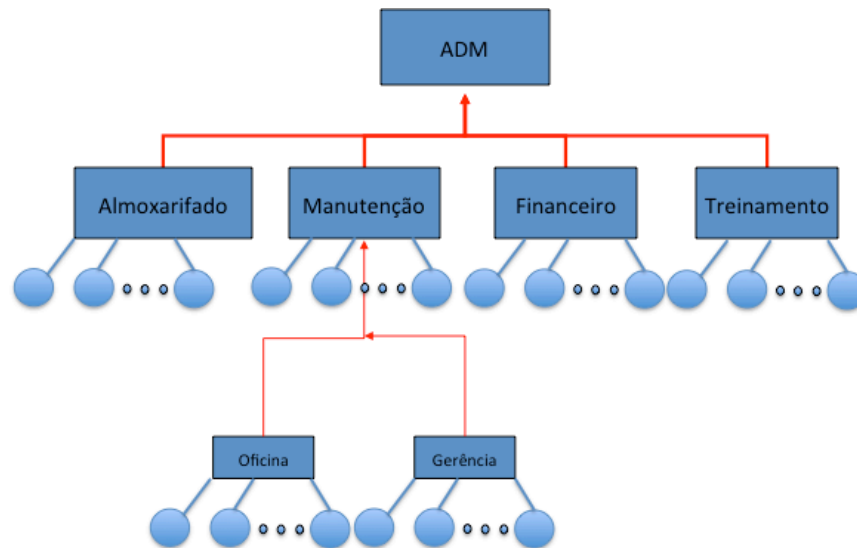 ADM
Almoxarifado
Manutenção
Financeiro
Treinamento
Oficina
Gerência